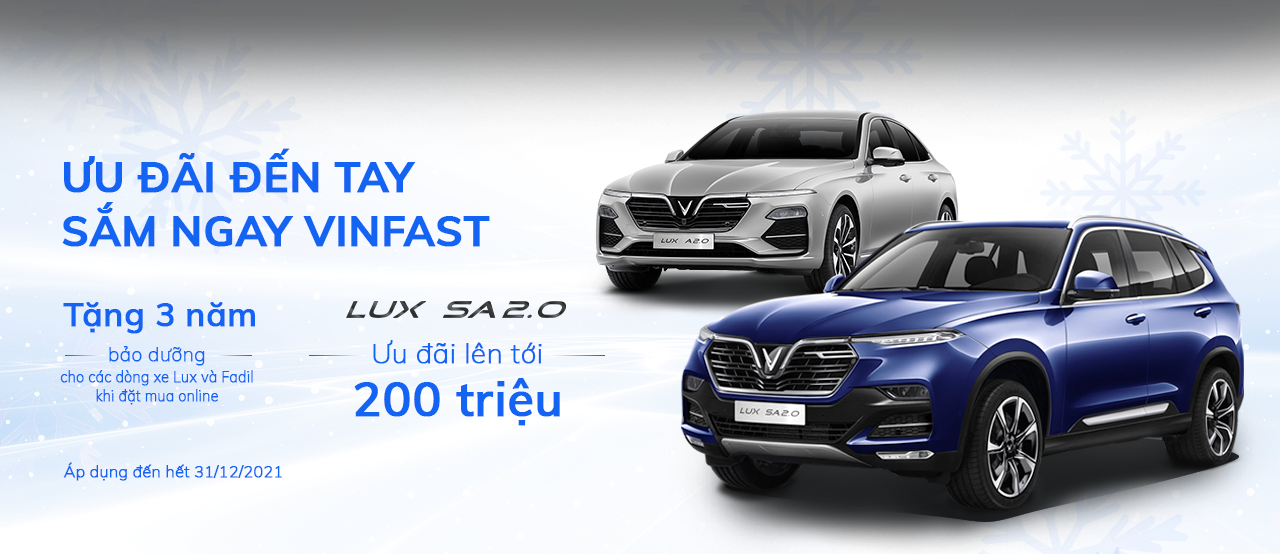 ƯU ĐÃI ĐẾN TAY
SẮM NGAY VINFAST
Tặng 3 năm
bảo dưỡng
cho các dòng xe Lux và Fadil
khi đặt mua online
LUX SA2.0
Ưu đãi lên tới
200 triệu
Áp dụng đến hết 31/12/2021
LUX A2.0
LUX SA2.0